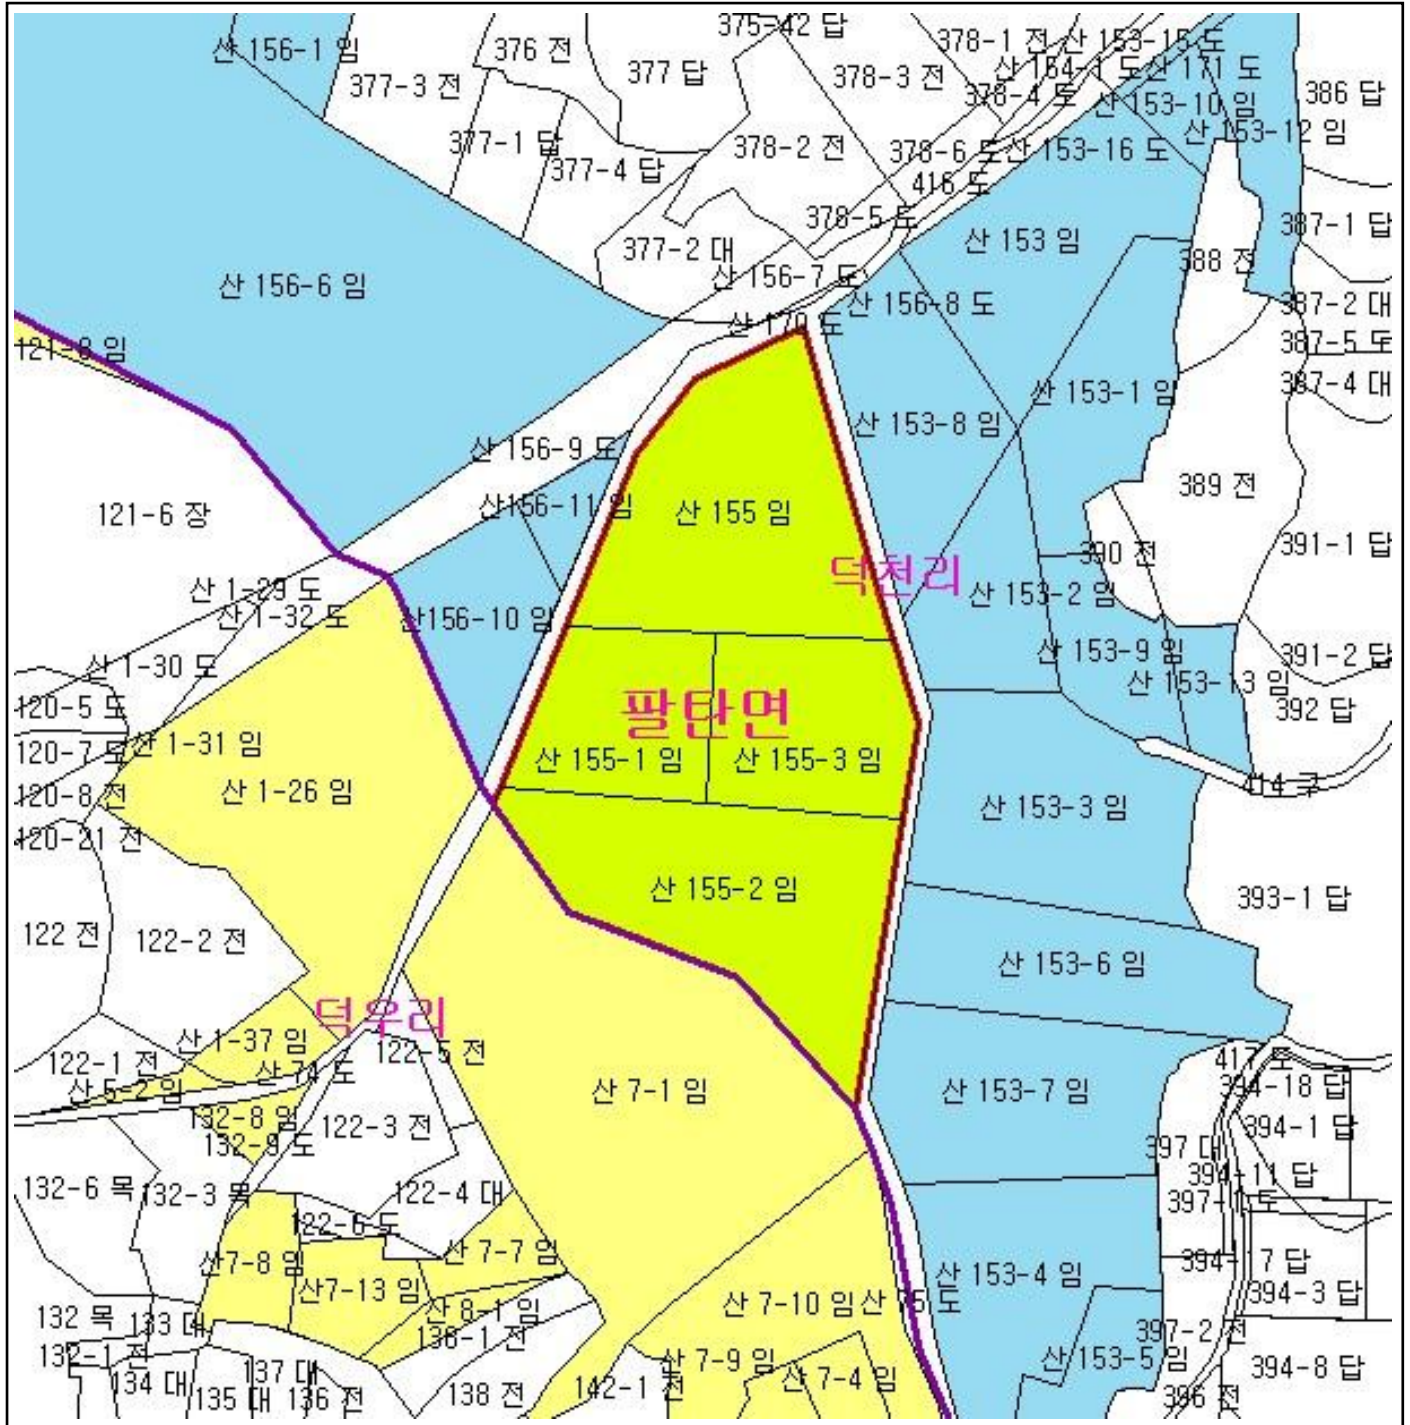 375-42 답
산 156-1 임
376 전
378-1 전
산 153-15 도
377 답
378-3 전
산 164-1 도
산 171 도
377-3 전
378-4 도
산 153-10 임
386 답
377-1 답
378-2 전
378-6 도
산 153-16 도
산 153-12 임
377-4 답
416 도
378-5 도
387-1 답
377-2 대
산 153 임
388 전
산 156-6 임
산 156-7 도
산 156-8 도
387-2 대
산 170 도
387-5 도
121-8 임
387-4 대
산 153-1 임
산 153-8 임
산 156-9 도
389 전
산156-11 임
산 155 임
121-6 장
391-1 답
390 전
덕천리
산 1-29 도
산 1-32 도
산156-10 임
산 153-2 임
산 1-30 도
산 153-9 임
391-2 답
산 153-13 임
120-5 도
팔탄면
392 답
120-7 도
산 1-31 임
산 155-1 임
산 155-3 임
120-8 전
산 1-26 임
414 구
산 153-3 임
120-21 전
산 155-2 임
393-1 답
122 전
122-2 전
산 153-6 임
덕우리
산 1-37 임
122-1 전
122-5 전
417 도
산 5-2 임
산 74 도
산 7-1 임
산 153-7 임
394-18 답
132-8 임
122-3 전
394-1 답
132-9 도
397 대
394-11 답
132-6 목
132-3 목
122-4 대
397-1 도
122-6 도
산7-8 임
산 7-7 임
394-17 답
산7-13 임
산 153-4 임
394-3 답
산 8-1 임
산 7-10 임
산 75 도
132 목
133 대
136-1 전
397-2 전
132-1 전
산 7-9 임
산 153-5 임
394-8 답
134 대
137 대
산 7-4 임
135 대
136 전
138 전
142-1 전
396 전